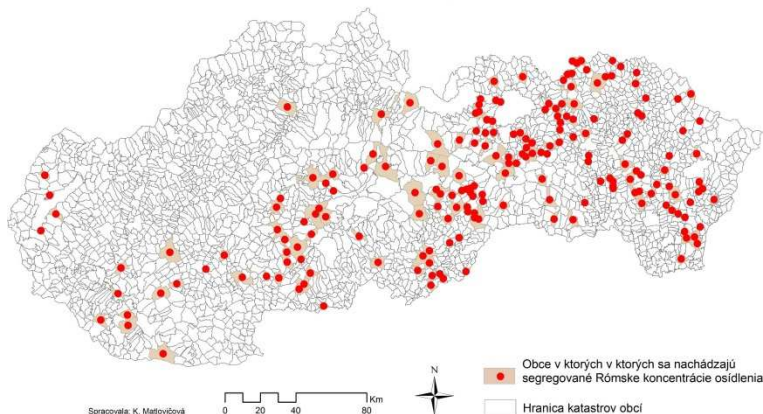 N
Obce v ktorých v ktorých sa nachádzajú
segregované Rómske koncentrácie osídlenia
Km
0 10 20 40 80
Hranica katastrov obcí
Spracovala: K. Matlovičová